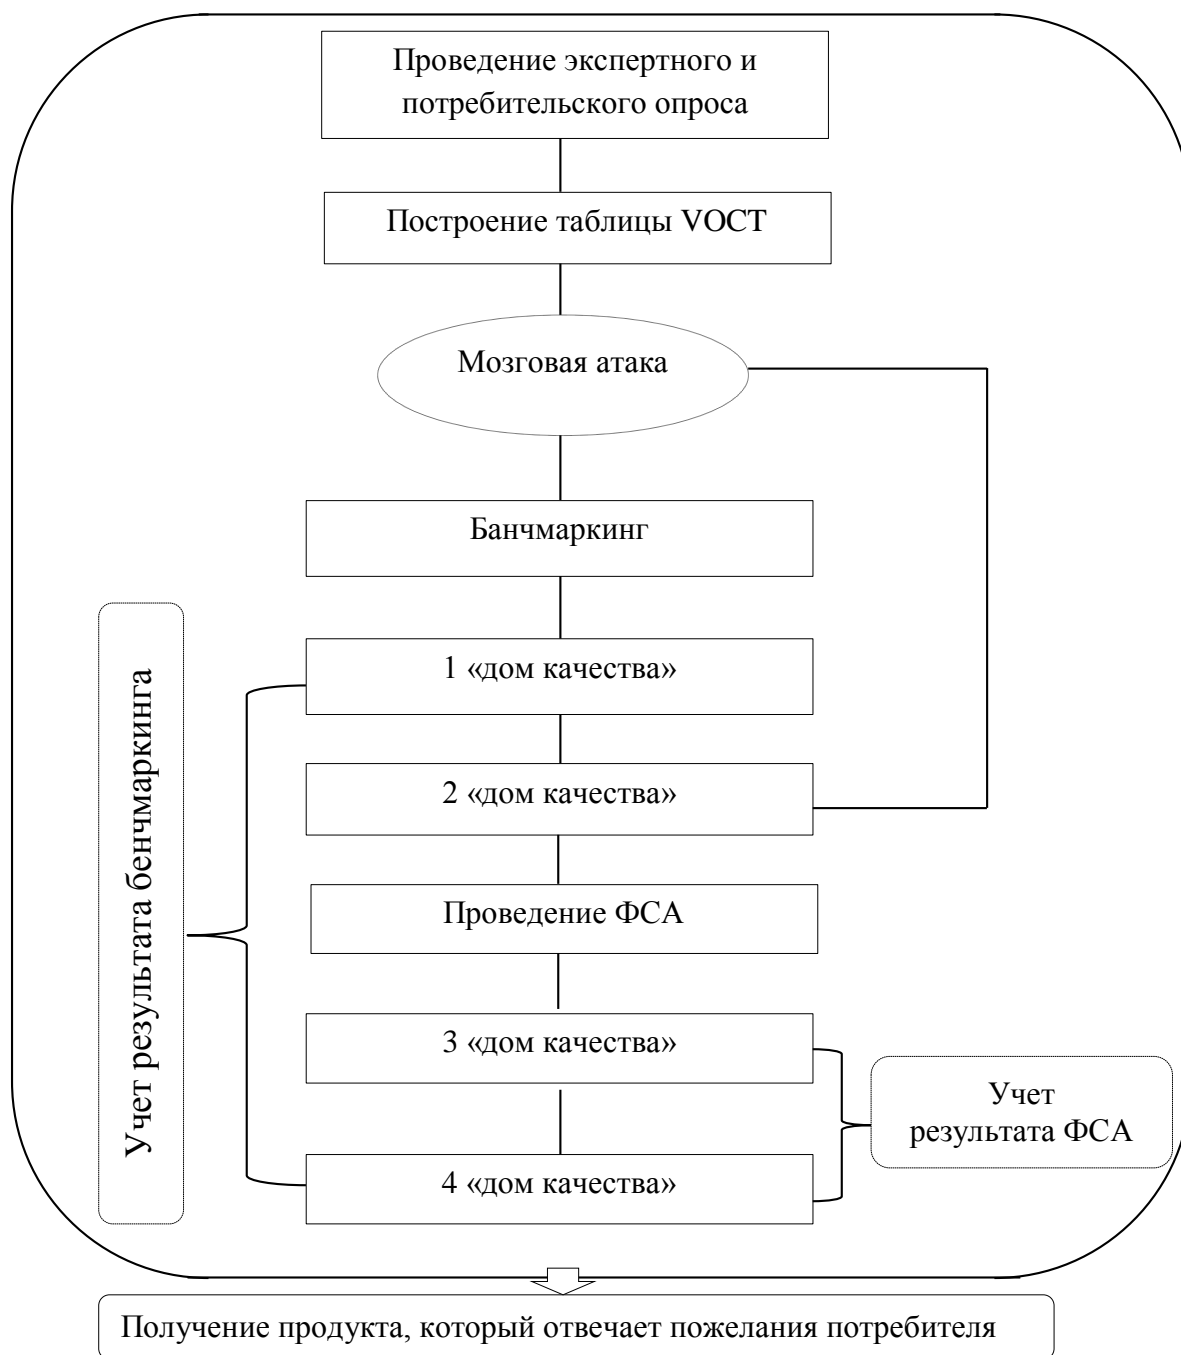 Проведение экспертного и
потребительского опроса
Построение таблицы VOCT
Мозговая атака
Банчмаркинг
1 «дом качества»
2 «дом качества»
Проведение ФСА
3 «дом качества»
4 «дом качества»
Учет результата бенчмаркинга
Учет
результата ФСА
Получение продукта, который отвечает пожелания потребителя